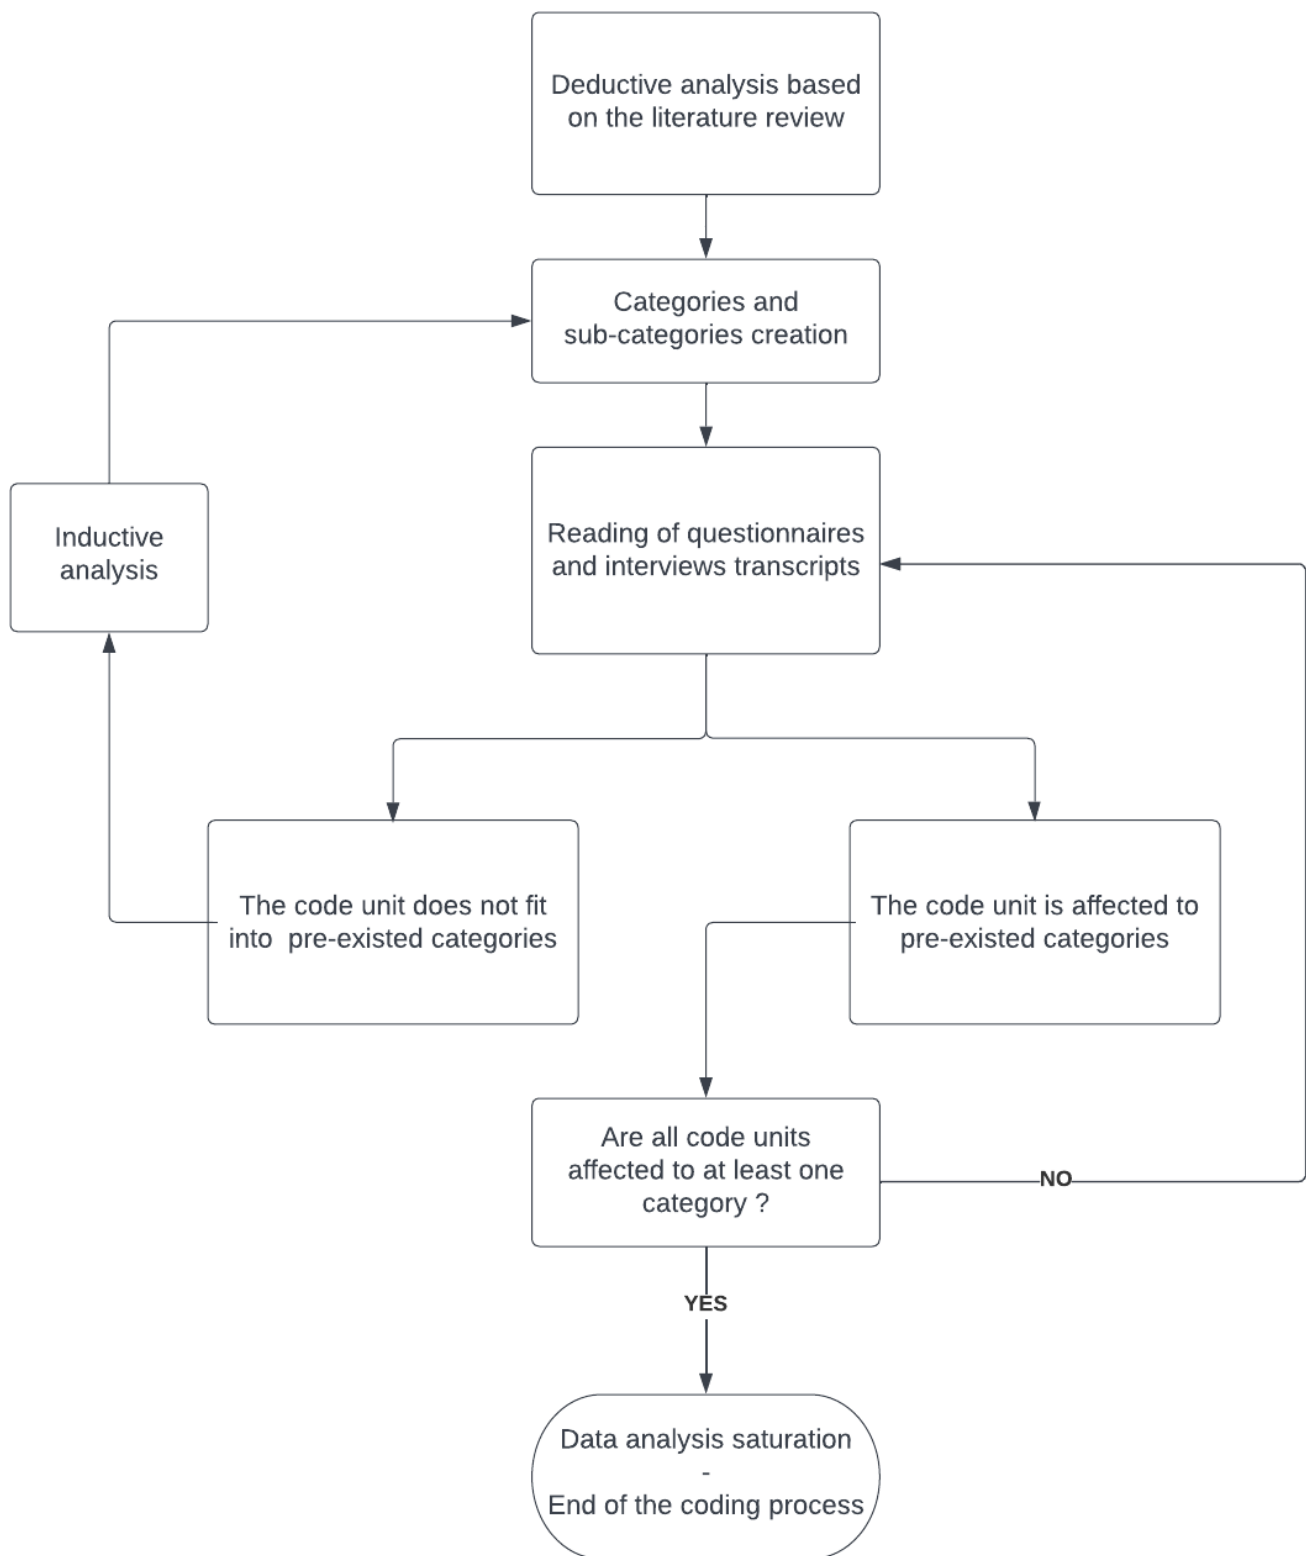 Deductive analysis based
on the literature review
Categories and
sub-categories creation
Inductive
analysis
Reading of questionnaires
and interviews transcripts
The code unit does not fit
into  pre-existed categories
The code unit is affected to
pre-existed categories
Are all code units
affected to at least one
category ?
NO
YES
Data analysis saturation
-
End of the coding process